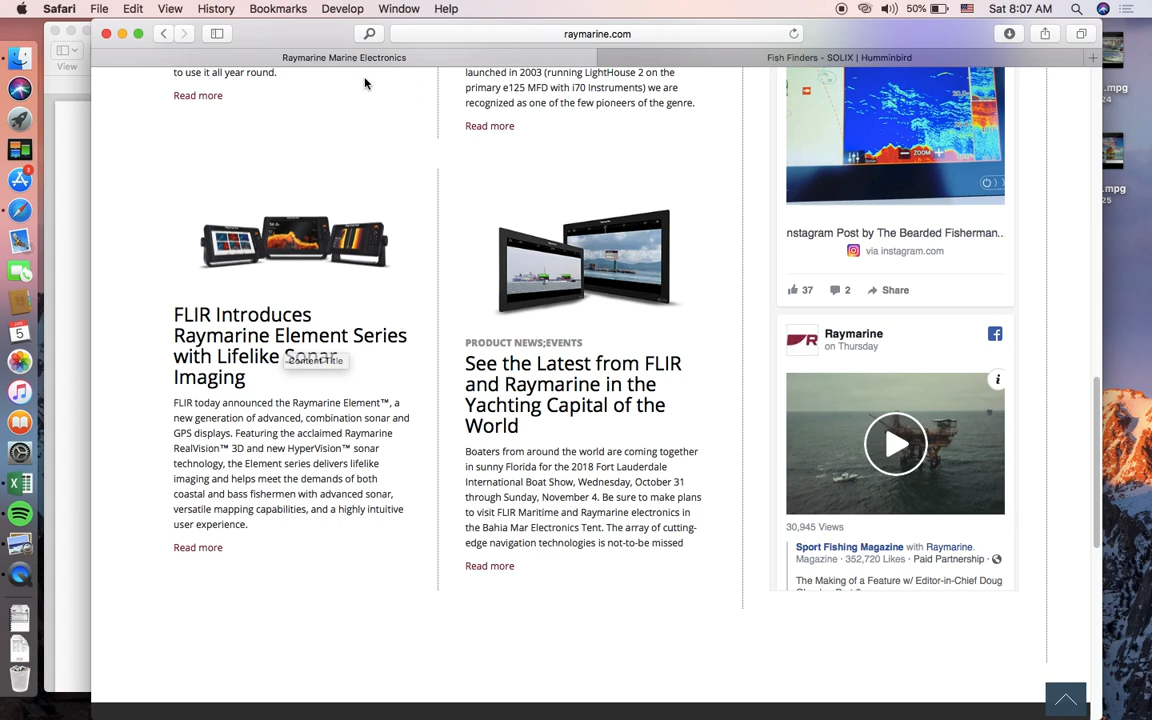 Safari File Edit View History Bookmarks Develop Window Help
50% Sat 8:07 AM
raymarine.com
View
Raymarine Marine Electronics
Fish Finders - SOLIX | Humminbird
to use it all year round.
Read more
launched in 2003 (running LightHouse 2 on the
primary e125 MFD with i70 Instruments) we are
recognized as one of the few pioneers of the genre.
Read more
FLIR Introduces
Raymarine Element Series
with Lifelike Sonar
Imaging
Content Title
FLIR today announced the Raymarine Element™, a
new generation of advanced, combination sonar and
GPS displays. Featuring the acclaimed Raymarine
RealVision™ 3D and new HyperVision™ sonar
technology, the Element series delivers lifelike
imaging and helps meet the demands of both
coastal and bass fishermen with advanced sonar,
versatile mapping capabilities, and a highly intuitive
user experience.
Read more
PRODUCT NEWS;EVENTS
See the Latest from FLIR
and Raymarine in the
Yachting Capital of the
World
Boaters from around the world are coming together
in sunny Florida for the 2018 Fort Lauderdale
International Boat Show, Wednesday, October 31
through Sunday, November 4. Be sure to make plans
to visit FLIR Maritime and Raymarine electronics in
the Bahia Mar Electronics Tent. The array of cutting-
edge navigation technologies is not-to-be missed
Read more
ZOOM
nstagram Post by The Bearded Fisherman...
via instagram.com
37 2 Share
Raymarine
on Thursday
30,945 Views
Sport Fishing Magazine with Raymarine.
Magazine · 352,720 Likes · Paid Partnership ·
The Making of a Feature w/ Editor-in-Chief Doug
.mpg
24
.mpg
25
5